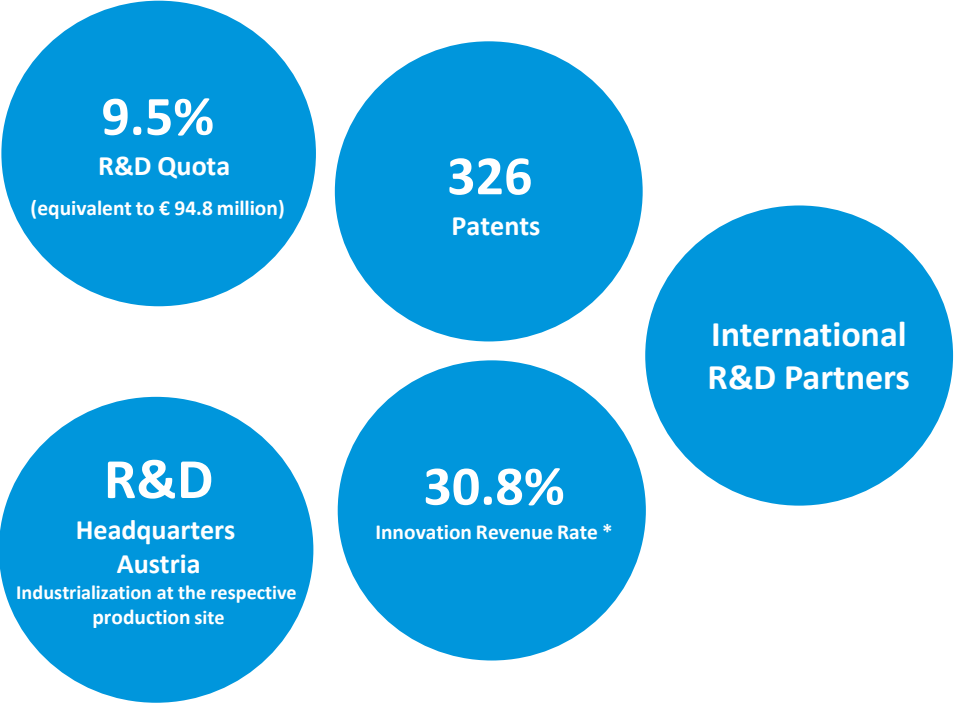 9.5%
R&D Quota
(equivalent to € 94.8 million)
326
Patents
International
R&D Partners
R&D
Headquarters
Austria
Industrialization at the respective
production site
30.8%
Innovation Revenue Rate *